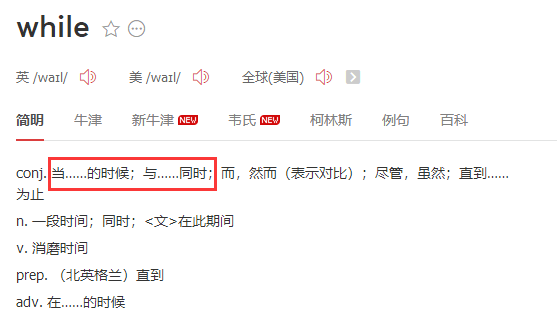 while
英 /waɪl/ 美 /waɪl/ 全球(美国)
简明 牛津 新牛津 NEW 韦氏 NEW 柯林斯 例句 百科
conj. 当……的时候；与……同时；而，然而（表示对比）；尽管，虽然；直到……
为止
n. 一段时间；同时；<文>在此期间
v. 消磨时间
prep. （北英格兰）直到
adv. 在……的时候